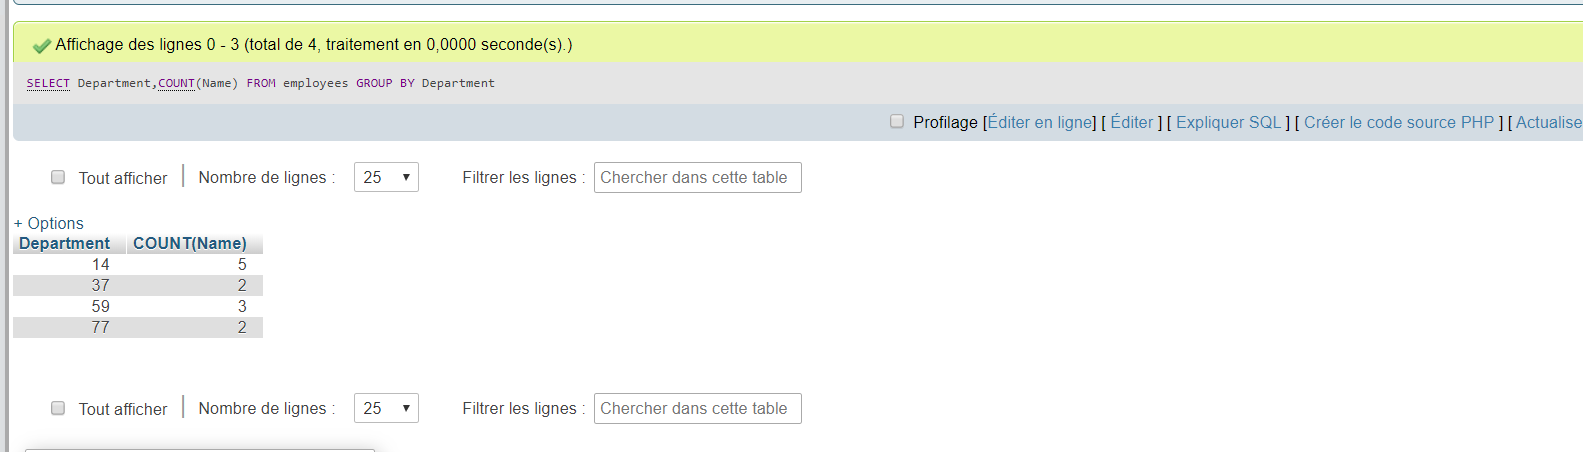 Affichage des lignes 0 - 3 (total de 4, traitement en 0,0000 seconde(s).)
SELECT Department,COUNT(Name) FROM employees GROUP BY Department
Profilage [Éditer en ligne] [ Éditer ] [ Expliquer SQL ] [ Créer le code source PHP ] [ Actualise
Tout afficher | Nombre de lignes : 25 Filtrer les lignes : Chercher dans cette table
+ Options
Department COUNT(Name)
14 5
37 2
59 3
77 2
Tout afficher | Nombre de lignes : 25 Filtrer les lignes : Chercher dans cette table